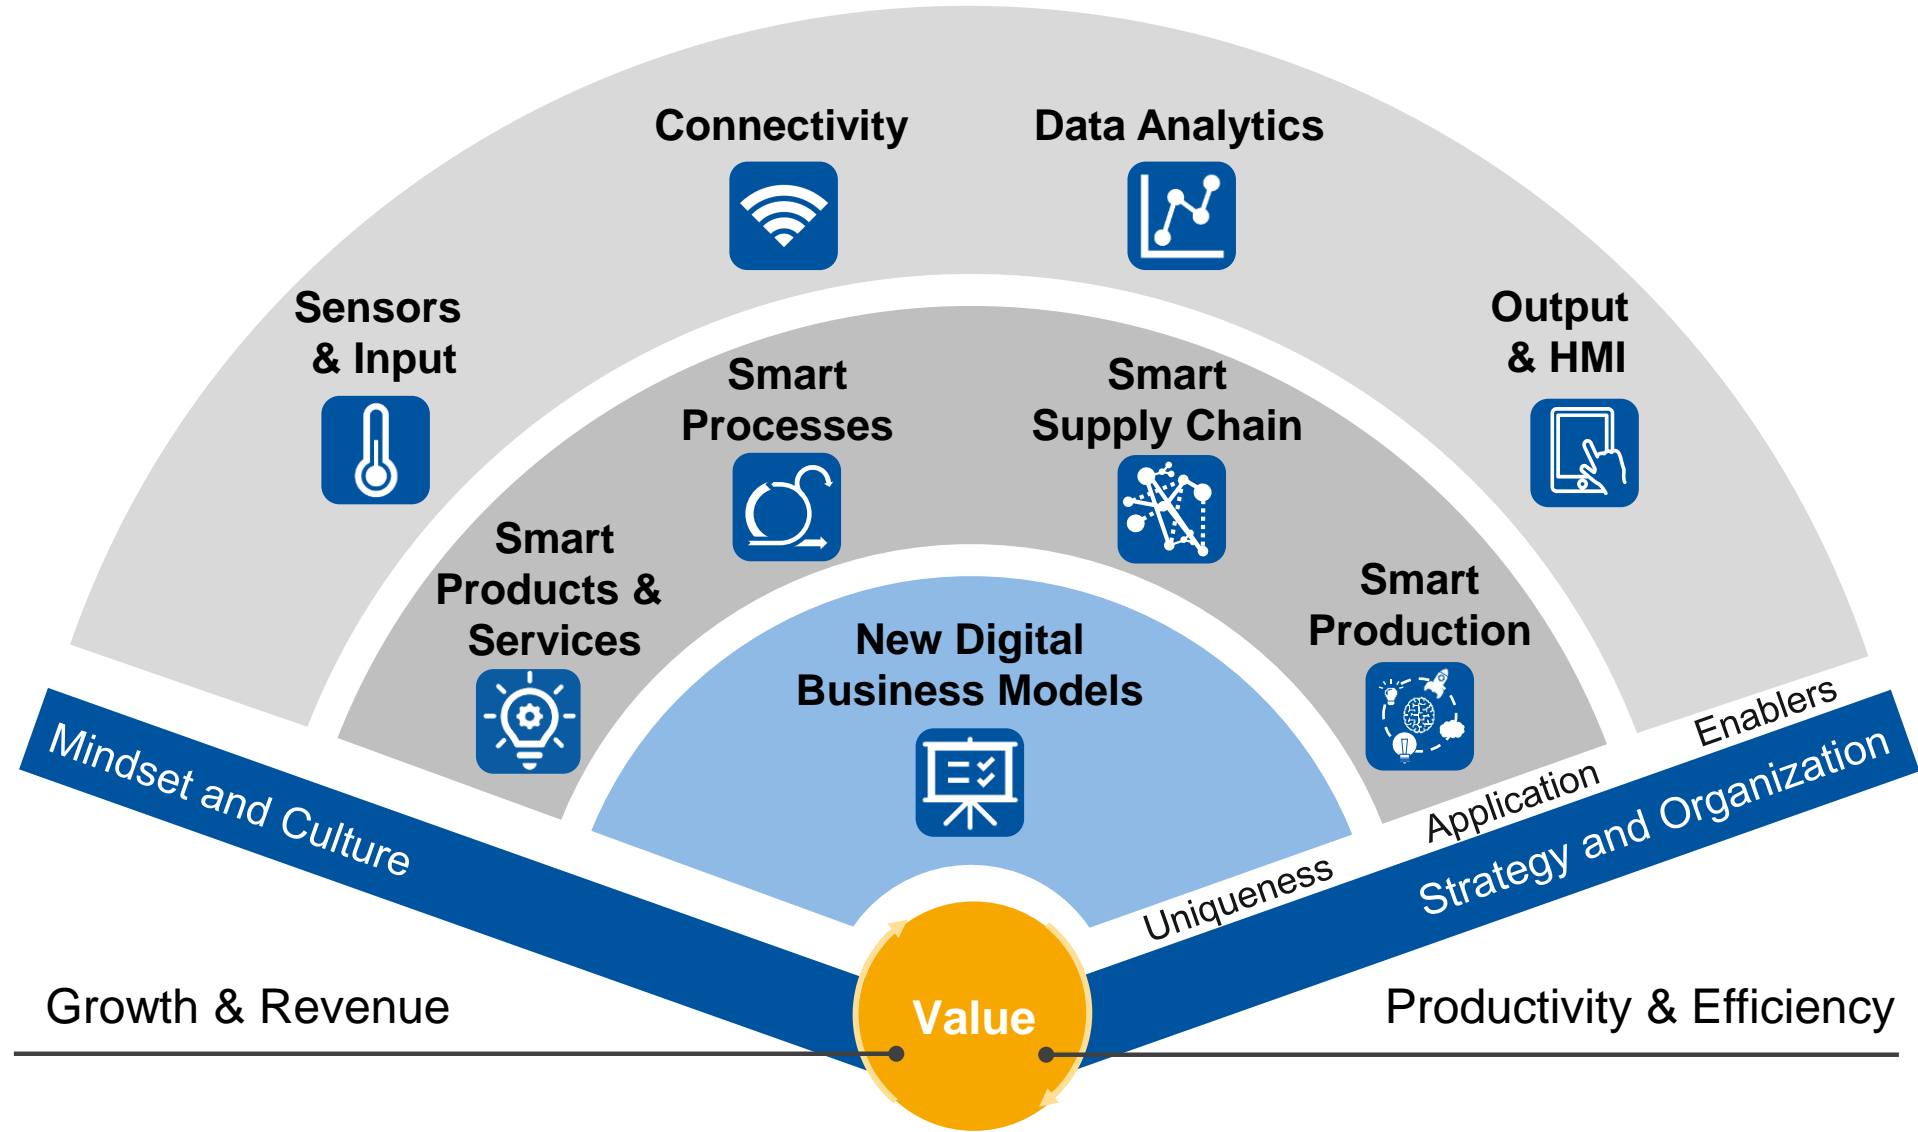 Connectivity
Data Analytics
Sensors
& Input
Output
& HMI
Smart
Processes
Smart
Supply Chain
Smart
Products &
Services
Smart
Production
New Digital
Business Models
Enablers
Application
Uniqueness
Mindset and Culture
Strategy and Organization
Growth & Revenue
Value
Productivity & Efficiency